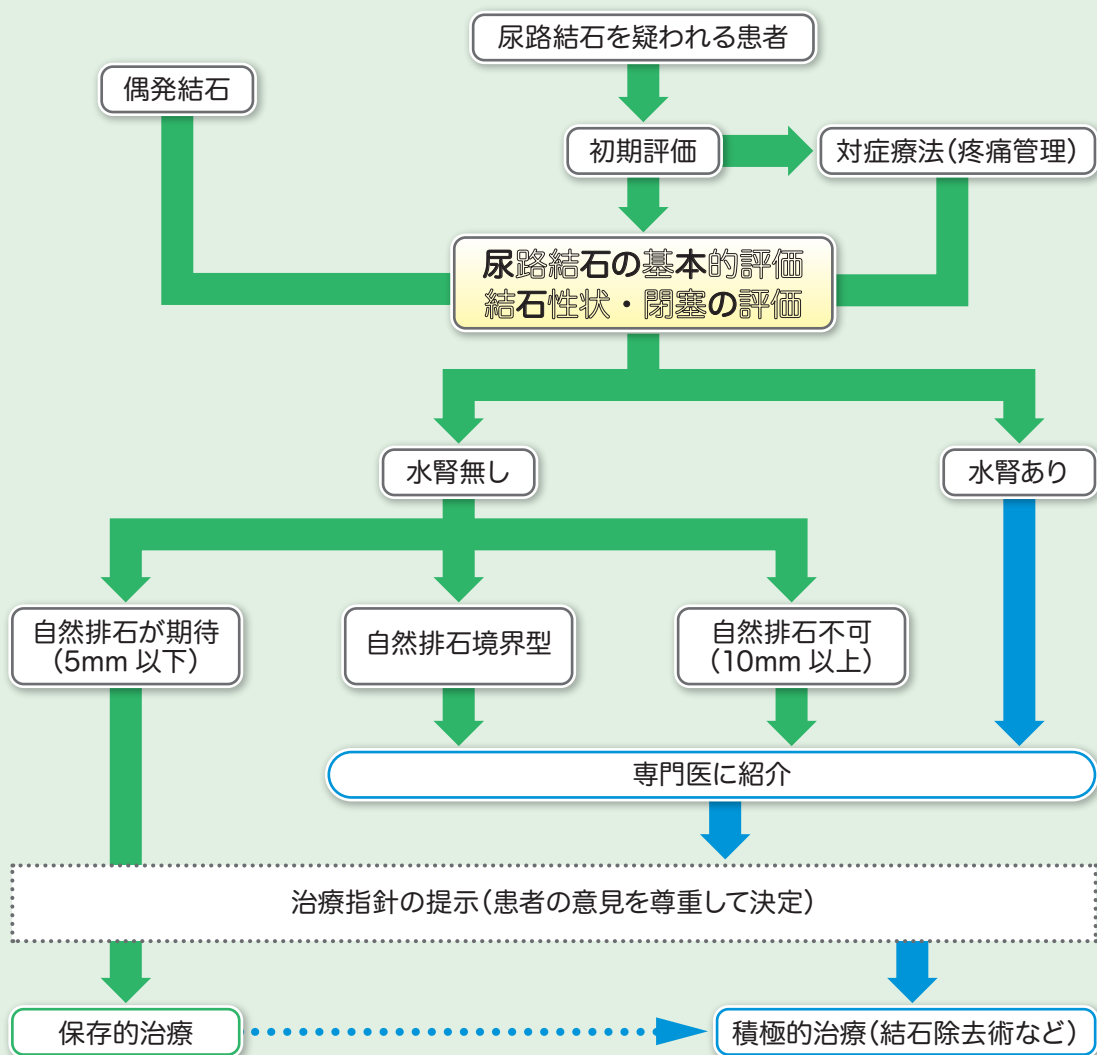 尿路結石を疑われる患者
偶発結石
初期評価
対症療法（疼痛管理）
尿路結石の基本的評価
結石性状・閉塞の評価
水腎無し
水腎あり
自然排石が期待
（5mm 以下）
自然排石境界型
自然排石不可
（10mm 以上）
専門医に紹介
治療指針の提示（患者の意見を尊重して決定）
保存的治療
積極的治療（結石除去術など）